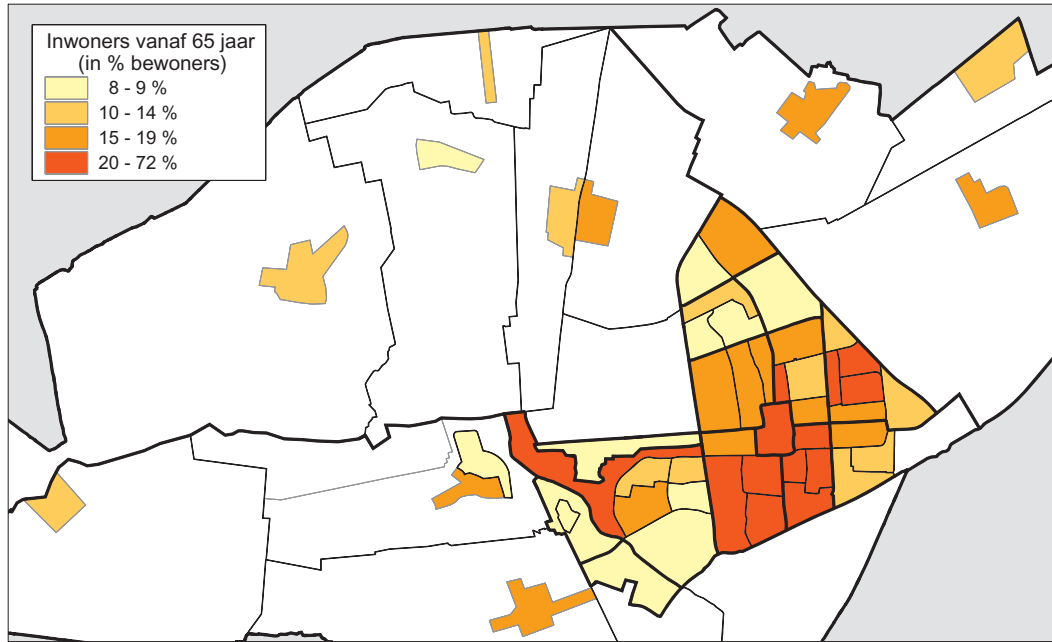 Inwoners vanaf 65 jaar
(in % bewoners)
8 - 9 %
10 - 14 %
15 - 19 %
20 - 72 %